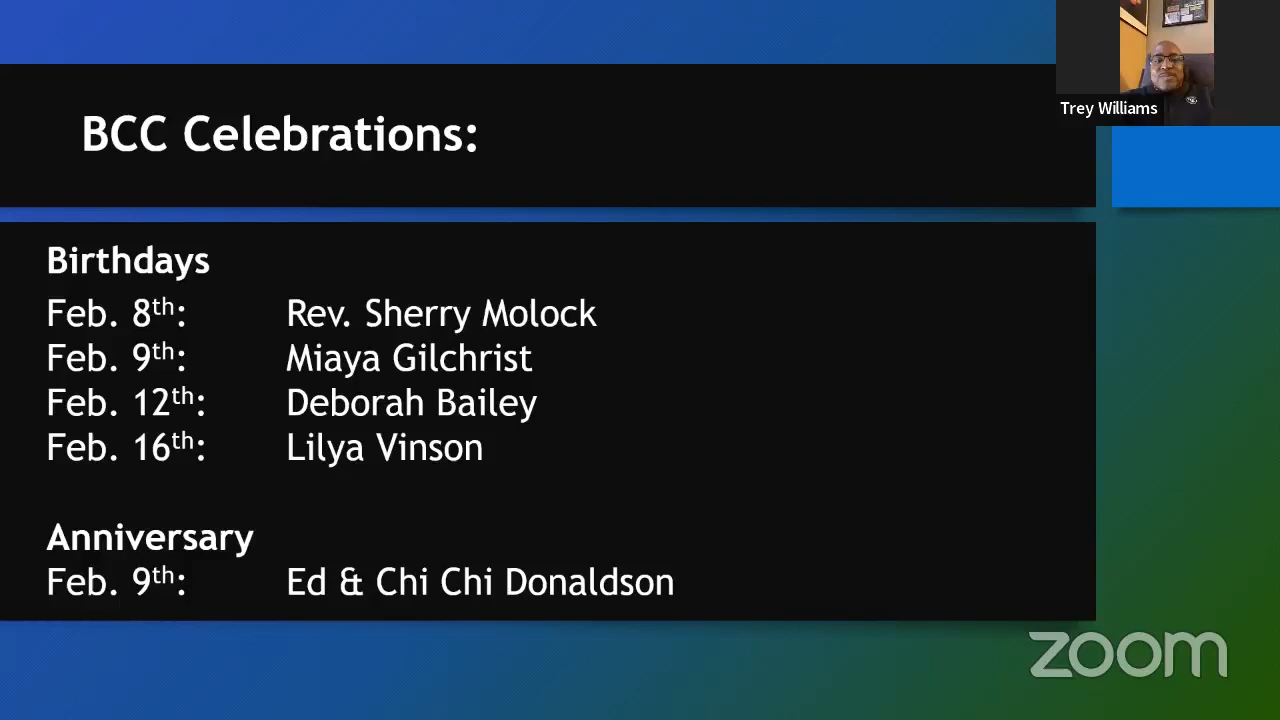 BCC Celebrations:
Trey Williams
Birthdays
Feb. 8th: Rev. Sherry Molock
Feb. 9th: Miaya Gilchrist
Feb. 12th: Deborah Bailey
Feb. 16th: Lilya Vinson
Anniversary
Feb. 9th: Ed & Chi Chi Donaldson
zoom